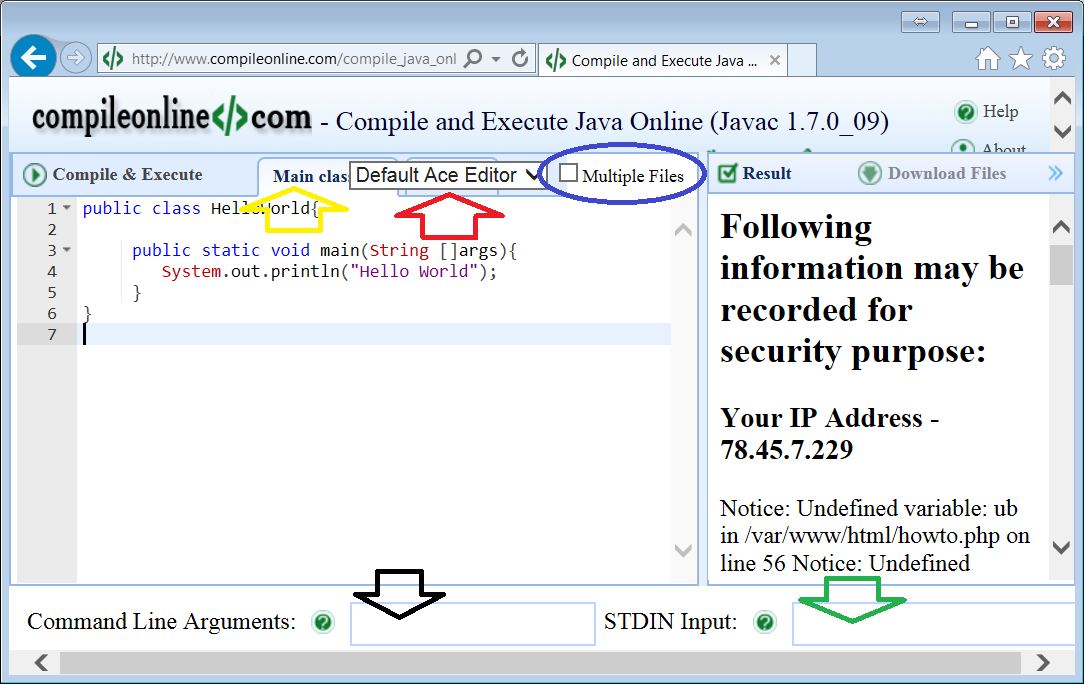 http://www.compileonline.com/compile_java_onl
Compile and Execute Java ...
compileonline</>com - Compile and Execute Java Online (Javac 1.7.0_09)
Help
About
Compile & Execute
Main class
Default Ace Editor
Multiple Files
Result
Download Files
1 public class HelloWorld{
2
3 public static void main(String []args){
4 System.out.println("Hello World");
5 }
6 }
7
Following
information may be
recorded for
security purpose:
Your IP Address -
78.45.7.229
Notice: Undefined variable: ub
in /var/www/html/howto.php on
line 56 Notice: Undefined
Command Line Arguments:
STDIN Input: